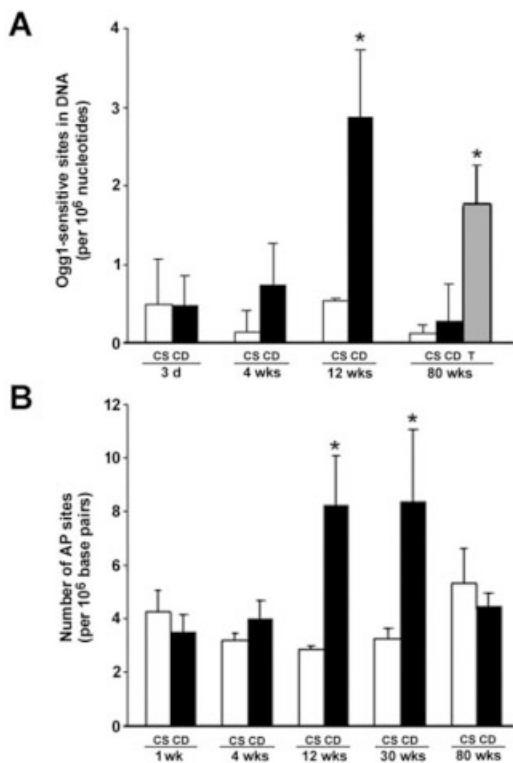 A
Ogg1-sensitive sites in DNA
(per 10⁶ nucleotides)
4
3
2
1
0
*
*
CS CD CS CD CS CD CS CD T
3 d 4 wks 12 wks 80 wks
B
Number of AP sites
(per 10⁶ base pairs)
12
10
8
6
4
2
0
*
*
CS CD CS CD CS CD CS CD CS CD
1 wk 4 wks 12 wks 30 wks 80 wks